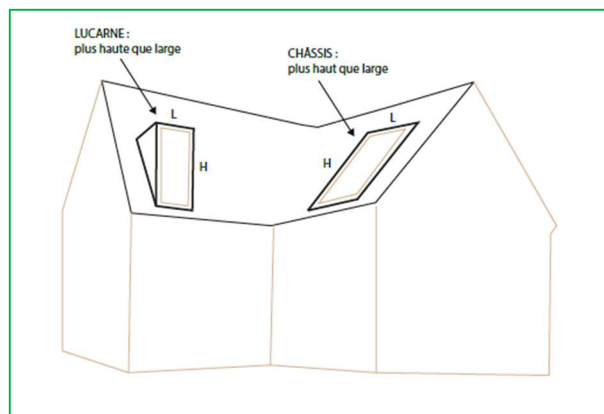 LUCARNE :
plus haute que large
CHÂSSIS :
plus haut que large
L
H
L
H